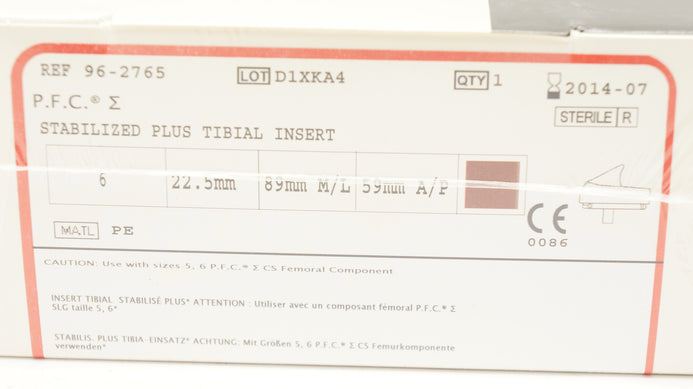 REF 96-2765 LOT D1XKA4 QTY 1 2014-07
P.F.C.® Σ STERILE R
STABILIZED PLUS TIBIAL INSERT
6 22.5mm 89mm M/L 59mm A/P
MATL PE CE
0086
CAUTION: Use with sizes 5, 6 P.F.C.® Σ CS Femoral Component
INSERT TIBIAL. STABILISÉ PLUS* ATTENTION : Utiliser avec un composant fémoral P.F.C.® Σ
SLG taille 5, 6*
STABILIS. PLUS TIBIA-EINSATZ* ACHTUNG: Mit Größen 5, 6 P.F.C.® Σ CS Femurkomponente
verwenden*